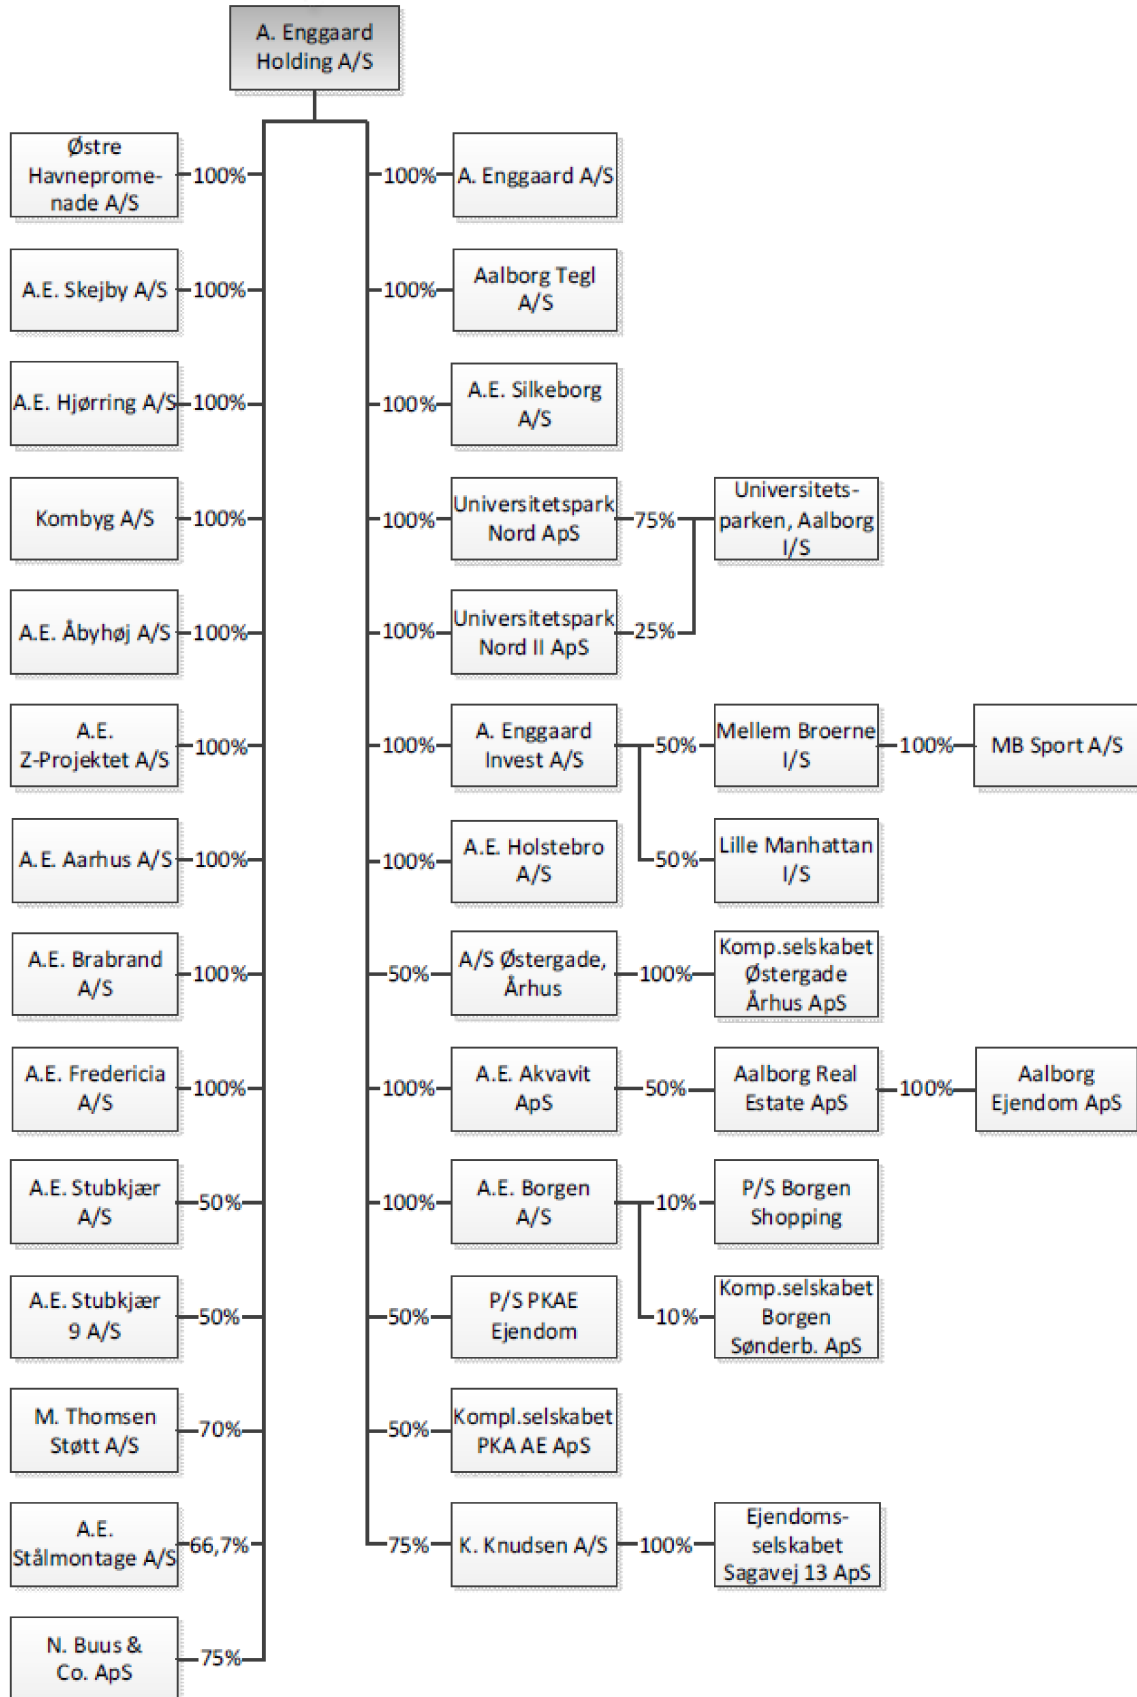 A. Enggaard
Holding A/S
Østre
Havneprome-
nade A/S
100%
100%
A. Enggaard A/S
A.E. Skejby A/S
100%
100%
Aalborg Tegl
A/S
A.E. Hjørring A/S
100%
100%
A.E. Silkeborg
A/S
Kombyg A/S
100%
100%
Universitetspark
Nord ApS
75%
Universitets-
parken, Aalborg
I/S
A.E. Åbyhøj A/S
100%
100%
Universitetspark
Nord II ApS
25%
A.E.
Z-Projektet A/S
100%
100%
A. Enggaard
Invest A/S
50%
Mellem Broerne
I/S
100%
MB Sport A/S
A.E. Aarhus A/S
100%
100%
A.E. Holstebro
A/S
50%
Lille Manhattan
I/S
A.E. Brabrand
A/S
100%
50%
A/S Østergade,
Århus
100%
Komp.selskabet
Østergade
Århus ApS
A.E. Fredericia
A/S
100%
100%
A.E. Akvavit
ApS
50%
Aalborg Real
Estate ApS
100%
Aalborg
Ejendom ApS
A.E. Stubkjær
A/S
50%
100%
A.E. Borgen
A/S
10%
P/S Borgen
Shopping
A.E. Stubkjær
9 A/S
50%
50%
P/S PKAE
Ejendom
10%
Komp.selskabet
Borgen
Sønderb. ApS
M. Thomsen
Støtt A/S
70%
50%
Kompl.selskabet
PKA AE ApS
A.E.
Stålmontage A/S
66,7%
75%
K. Knudsen A/S
100%
Ejendoms-
selskabet
Sagavej 13 ApS
N. Buus &
Co. ApS
75%